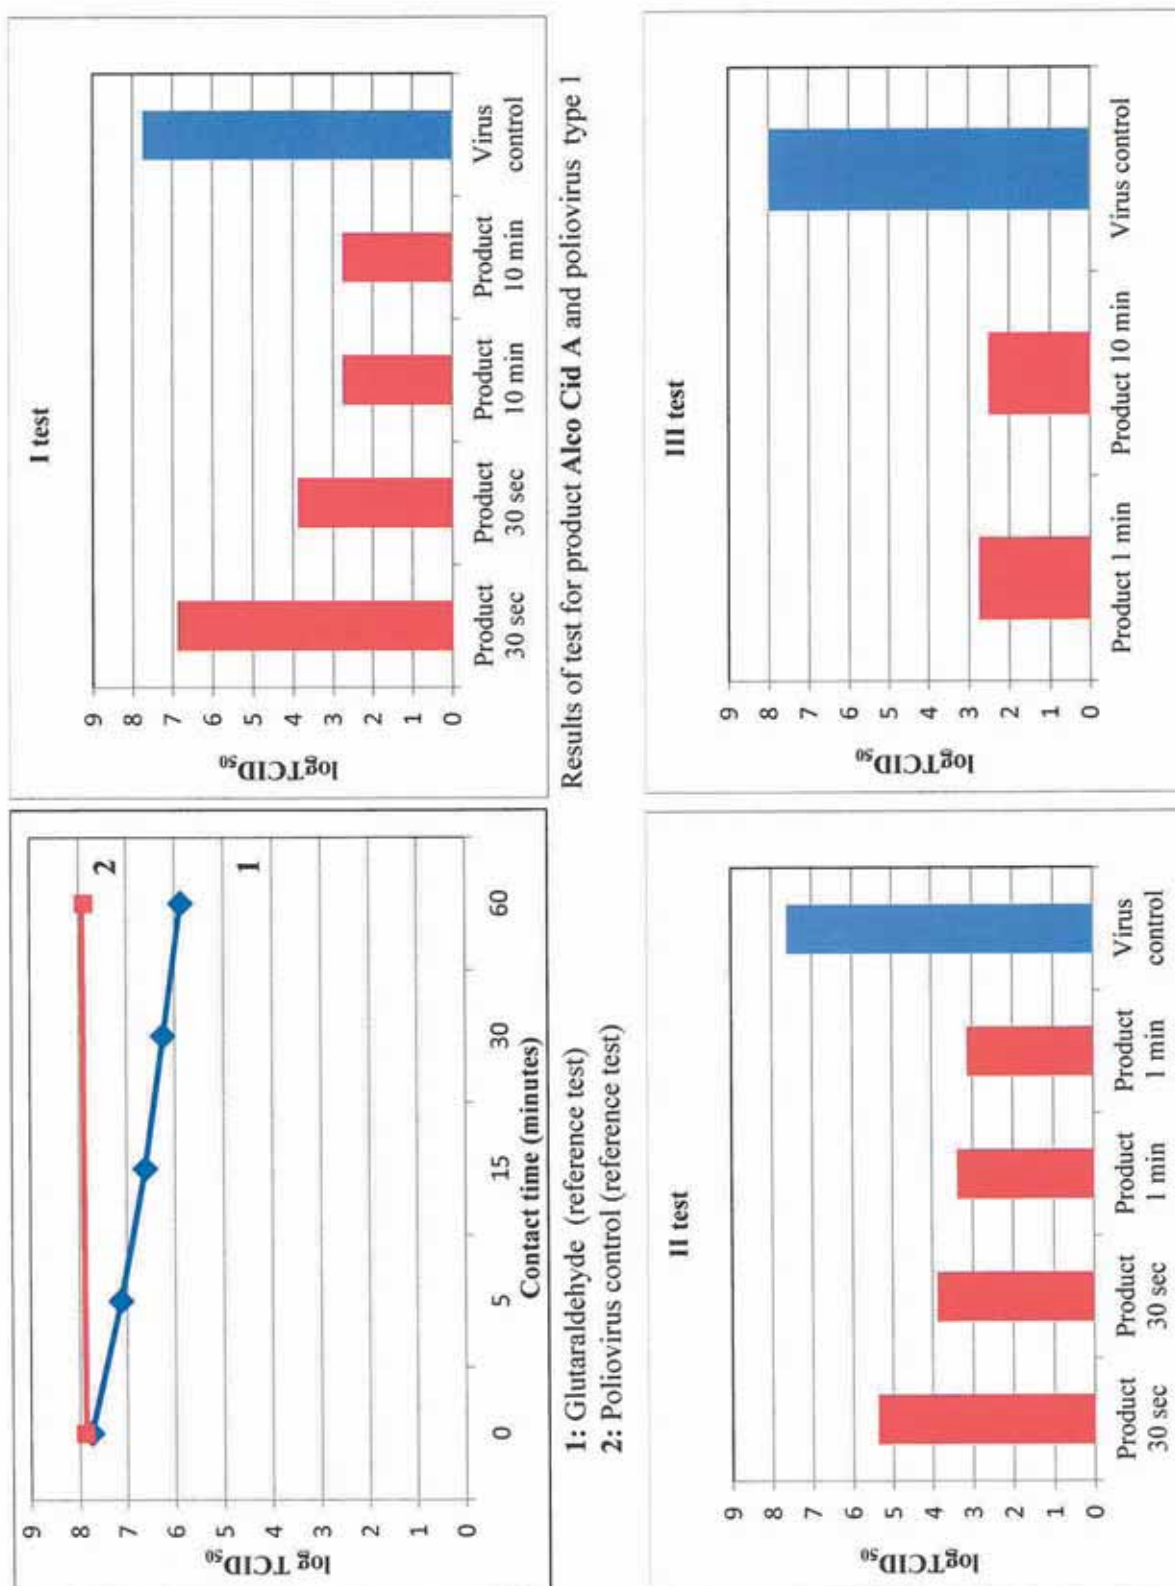 9
8
7
6
5
4
3
2
1
0
logTCID₅₀
2
1
0
5
15
30
60
Contact time (minutes)
1: Glutaraldehyde (reference test)
2: Poliovirus control (reference test)
I test
9
8
7
6
5
4
3
2
1
0
logTCID₅₀
Product
30 sec
Product
30 sec
Product
10 min
Product
10 min
Virus
control
Results of test for product Alco Cid A and poliovirus type 1
II test
9
8
7
6
5
4
3
2
1
0
logTCID₅₀
Product
30 sec
Product
30 sec
Product
1 min
Product
1 min
Virus
control
III test
9
8
7
6
5
4
3
2
1
0
logTCID₅₀
Product 1 min
Product 10 min
Virus control